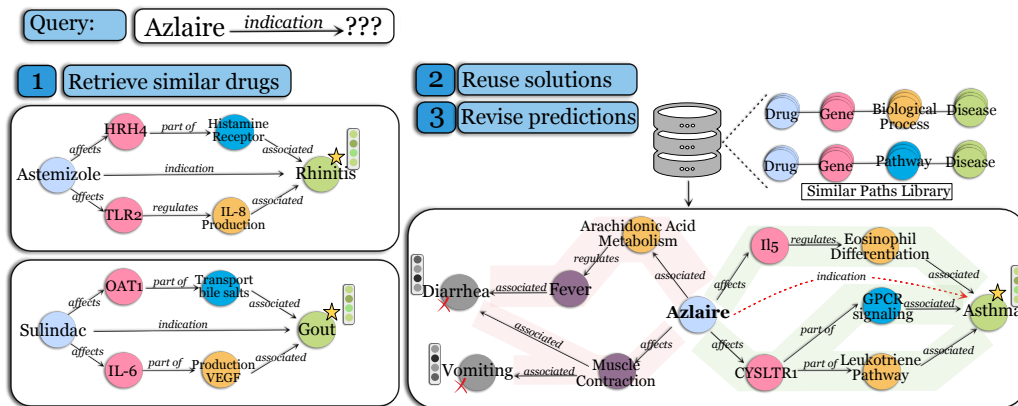 Query:
Azlaire indication ???
1 Retrieve similar drugs
HRH4
part of
Histamine
Receptor
affects
associated
Astemizole
indication
Rhinitis
affects
associated
TLR2
regulates
IL-8
Production
OAT1
part of
Transport
bile salts
affects
associated
Sulindac
indication
Gout
affects
associated
IL-6
part of
Production
VEGF
2 Reuse solutions
3 Revise predictions
Drug
Gene
Biological
Process
Disease
Drug
Gene
Pathway
Disease
Similar Paths Library
Arachidonic Acid
Metabolism
regulates
associated
Diarrhea
associated
Fever
Azlaire
affects
associated
Vomiting
associated
Muscle
Contraction
Il5
regulates
Eosinophil
Differentiation
affects
indication
associated
GPCR
signaling
associated
Asthma
part of
affects
CYSLTR1
part of
Leukotriene
Pathway
associated